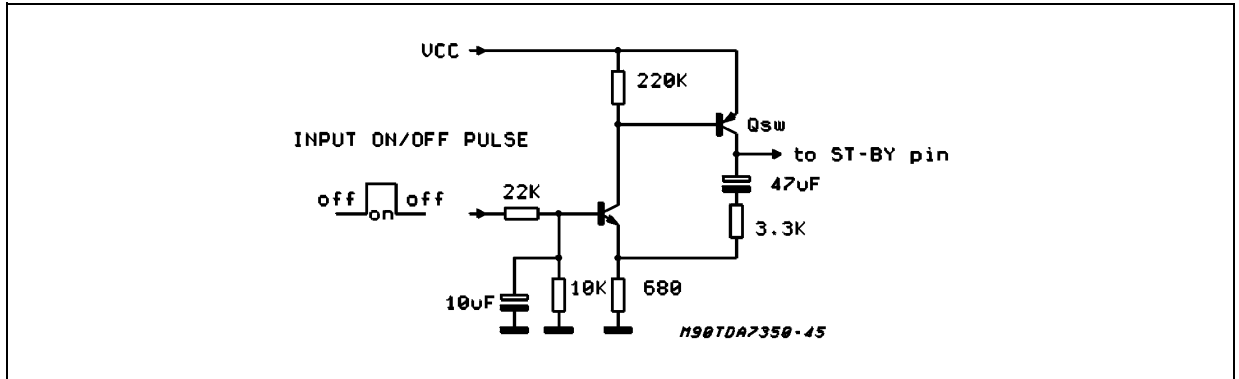 VCC
220K
Qsw
INPUT ON/OFF PULSE
to ST-BY pin
47uF
off on off
22K
3.3K
10uF
10K
680
M90TDA7350-45